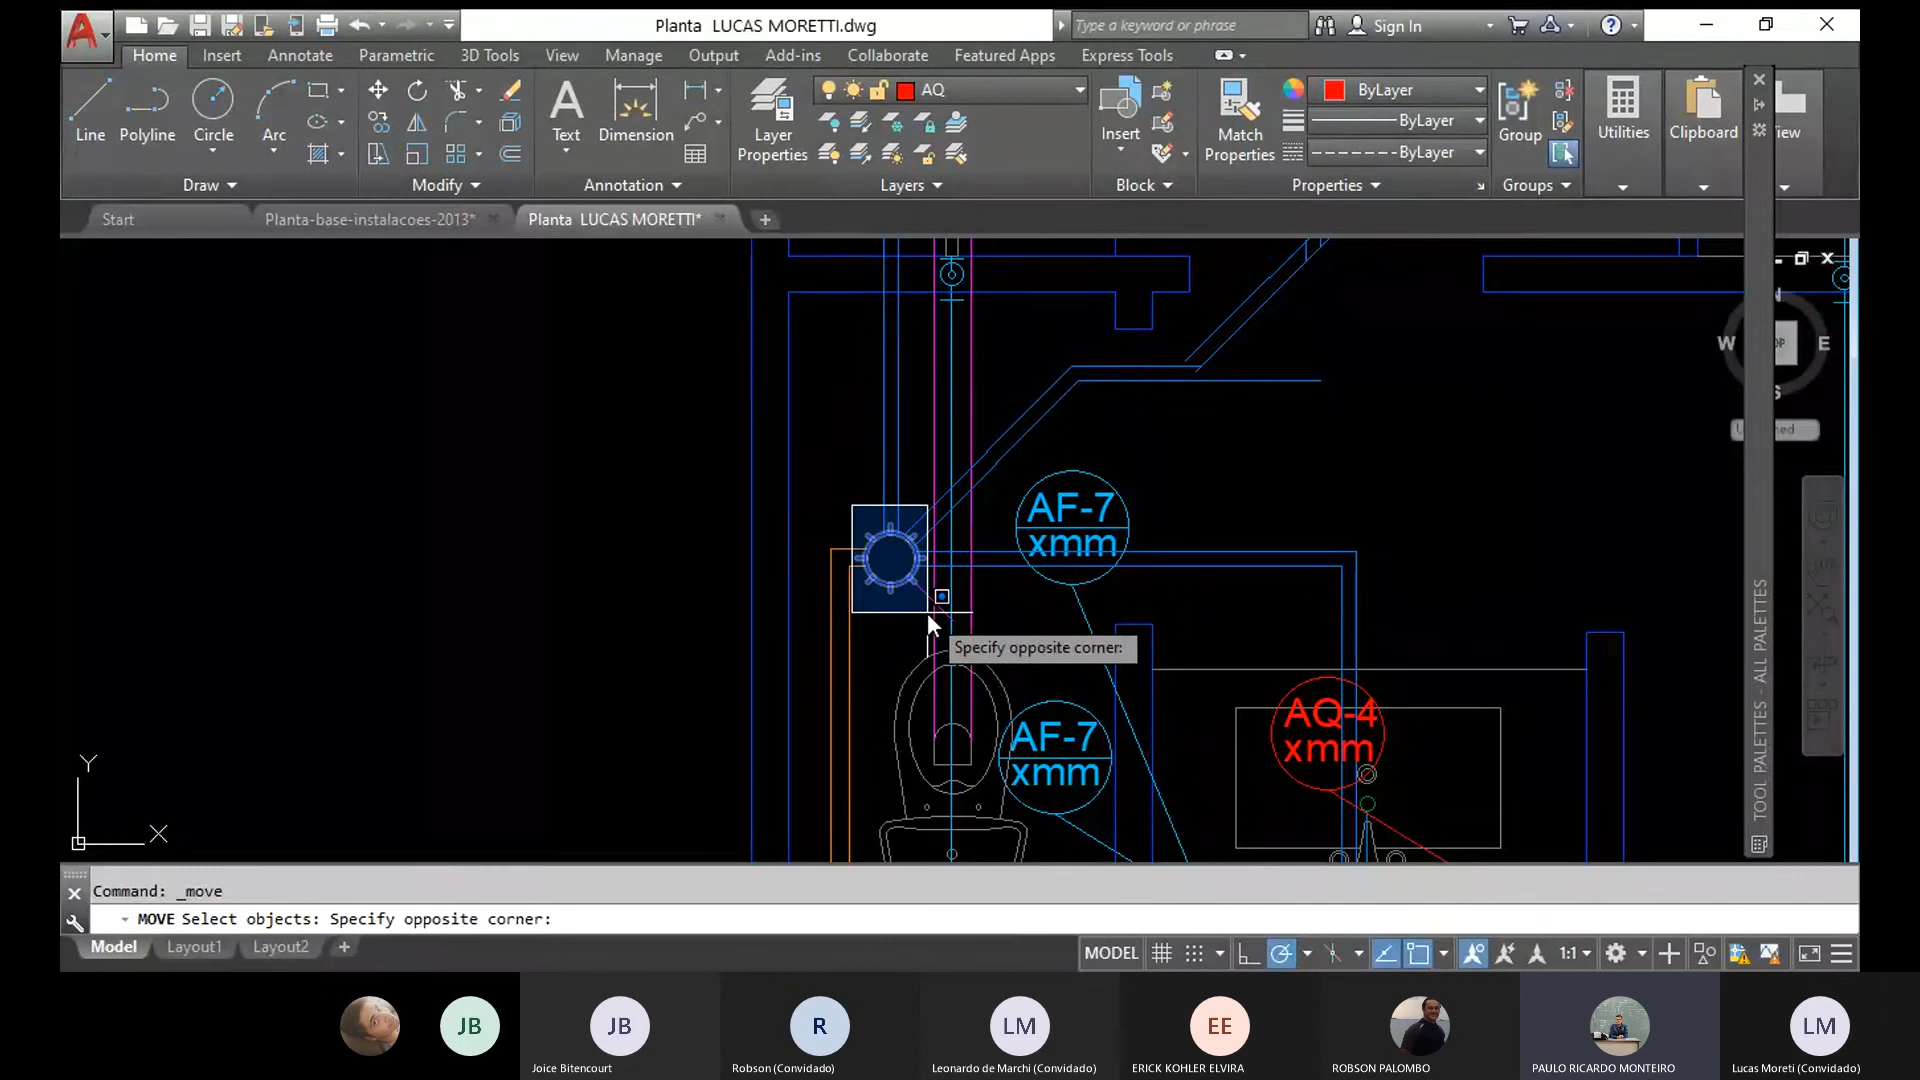 Planta LUCAS MORETTI.dwg
Type a keyword or phrase
Sign In
Home Insert Annotate Parametric 3D Tools View Manage Output Add-ins Collaborate Featured Apps Express Tools
Line Polyline Circle Arc
Text Dimension
Layer Properties
AQ
Insert
Match Properties
ByLayer
ByLayer
ByLayer
Group
Utilities
Clipboard
Draw Modify Annotation Layers Block Properties Groups
Start Planta-base-instalacoes-2013* Planta LUCAS MORETTI*
N
W E
S
AF-7
xmm
Specify opposite corner:
AF-7
xmm
AQ-4
xmm
TOOL PALETTES - ALL PALETTES
Y
X
Command: _move
MOVE Select objects: Specify opposite corner:
Model Layout1 Layout2 +
MODEL 1:1
JB JB R LM EE LM
Joice Bitencourt
Robson (Convidado)
Leonardo de Marchi (Convidado)
ERICK KOHLER ELVIRA
ROBSON PALOMBO
PAULO RICARDO MONTEIRO
Lucas Moreti (Convidado)